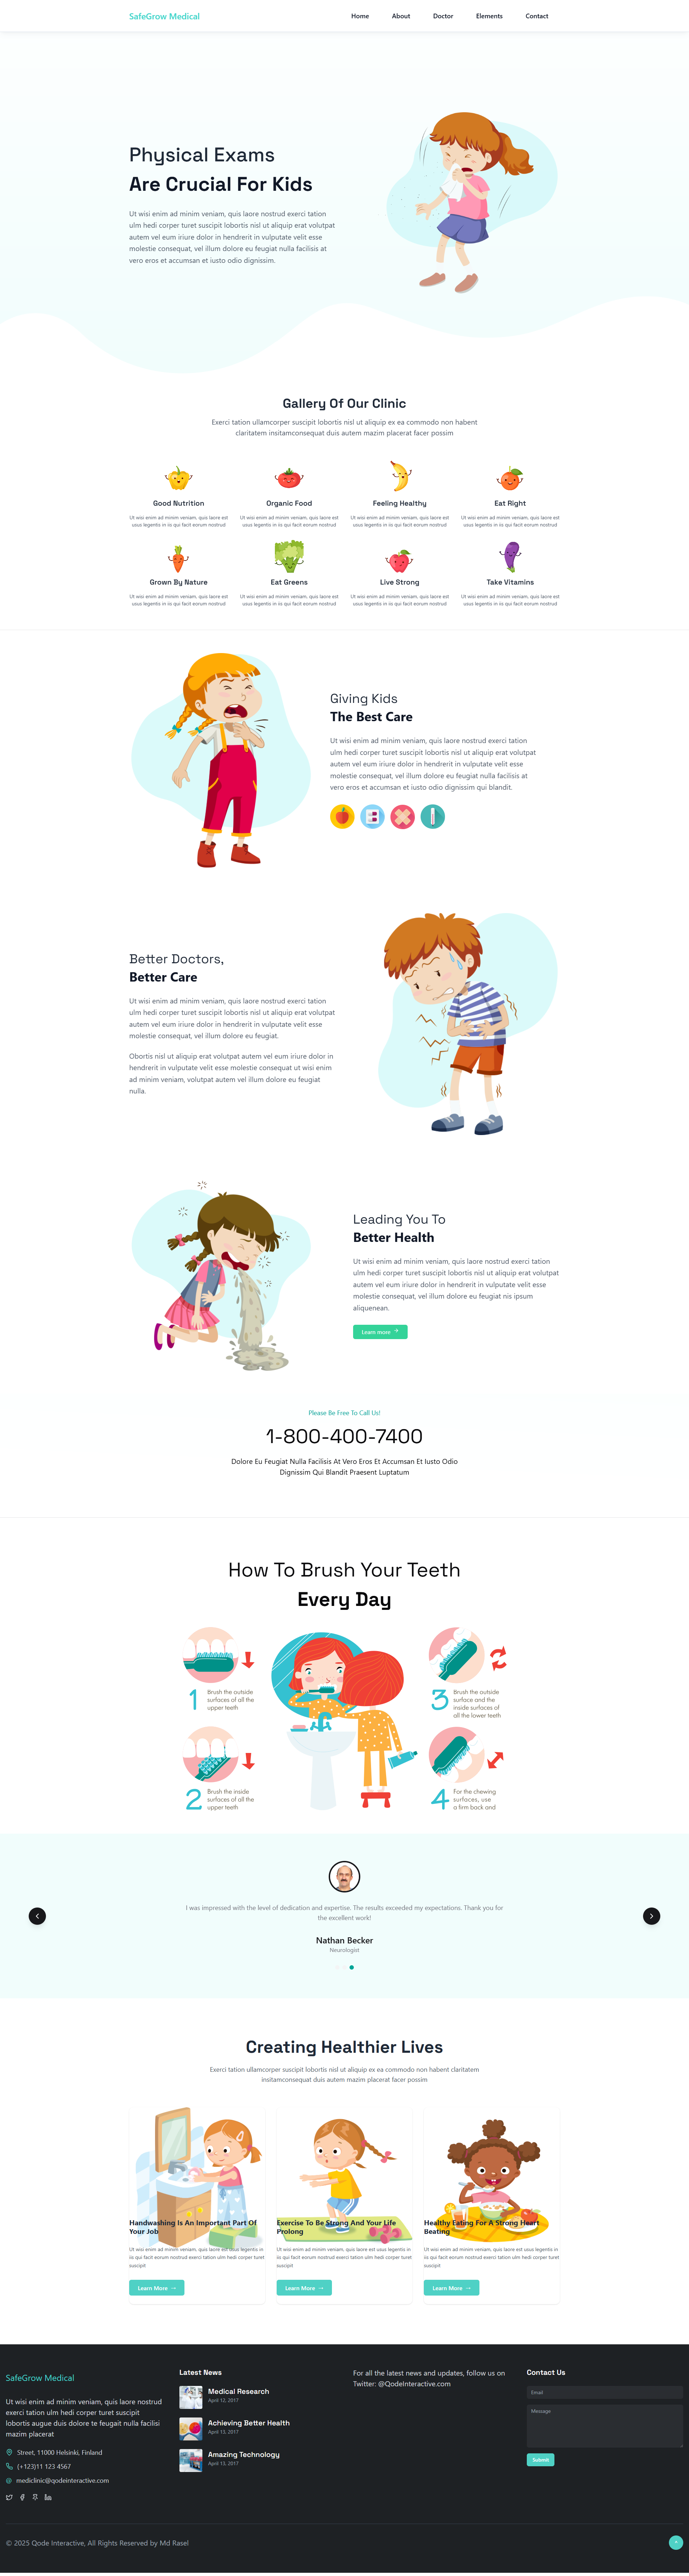 SafeGrow Medical
Home
About
Doctor
Elements
Contact
Physical Exams
Are Crucial For Kids
Ut wisi enim ad minim veniam, quis laore nostrud exerci tation
ulm hedi corper turet suscipit lobortis nisl ut aliquip erat volutpat
autem vel eum iriure dolor in hendrerit in vulputate velit esse
molestie consequat, vel illum dolore eu feugiat nulla facilisis at
vero eros et accumsan et iusto odio dignissim.
Gallery Of Our Clinic
Exerci tation ullamcorper suscipit lobortis nisl ut aliquip ex ea commodo non habent
claritatem insitamconsequat duis autem mazim placerat facer possim
Good Nutrition
Ut wisi enim ad minim veniam, quis laore est
usus legentis in iis qui facit eorum nostrud
Organic Food
Ut wisi enim ad minim veniam, quis laore est
usus legentis in iis qui facit eorum nostrud
Feeling Healthy
Ut wisi enim ad minim veniam, quis laore est
usus legentis in iis qui facit eorum nostrud
Eat Right
Ut wisi enim ad minim veniam, quis laore est
usus legentis in iis qui facit eorum nostrud
Grown By Nature
Ut wisi enim ad minim veniam, quis laore est
usus legentis in iis qui facit eorum nostrud
Eat Greens
Ut wisi enim ad minim veniam, quis laore est
usus legentis in iis qui facit eorum nostrud
Live Strong
Ut wisi enim ad minim veniam, quis laore est
usus legentis in iis qui facit eorum nostrud
Take Vitamins
Ut wisi enim ad minim veniam, quis laore est
usus legentis in iis qui facit eorum nostrud
Giving Kids
The Best Care
Ut wisi enim ad minim veniam, quis laore nostrud exerci tation
ulm hedi corper turet suscipit lobortis nisl ut aliquip erat volutpat
autem vel eum iriure dolor in hendrerit in vulputate velit esse
molestie consequat, vel illum dolore eu feugiat nulla facilisis at
vero eros et accumsan et iusto odio dignissim qui blandit.
Better Doctors,
Better Care
Ut wisi enim ad minim veniam, quis laore nostrud exerci tation
ulm hedi corper turet suscipit lobortis nisl ut aliquip erat volutpat
autem vel eum iriure dolor in hendrerit in vulputate velit esse
molestie consequat, vel illum dolore eu feugiat.
Obortis nisl ut aliquip erat volutpat autem vel eum iriure dolor in
hendrerit in vulputate velit esse molestie consequat ut wisi enim
ad minim veniam, volutpat autem vel illum dolore eu feugiat
nulla.
Leading You To
Better Health
Ut wisi enim ad minim veniam, quis laore nostrud exerci tation
ulm hedi corper turet suscipit lobortis nisl ut aliquip erat volutpat
autem vel eum iriure dolor in hendrerit in vulputate velit esse
molestie consequat, vel illum dolore eu feugiat nis ipsum
aliquenean.
Learn more
Please Be Free To Call Us!
1-800-400-7400
Dolore Eu Feugiat Nulla Facilisis At Vero Eros Et Accumsan Et Iusto Odio
Dignissim Qui Blandit Praesent Luptatum
How To Brush Your Teeth
Every Day
1
Brush the outside
surfaces of all the
upper teeth
2
Brush the inside
surfaces of all the
upper teeth
3
Brush the outside
surface and the
inside surfaces of
all the lower teeth
4
For the chewing
surfaces, use
a firm back and
I was impressed with the level of dedication and expertise. The results exceeded my expectations. Thank you for
the excellent work!
Nathan Becker
Neurologist
Creating Healthier Lives
Exerci tation ullamcorper suscipit lobortis nisl ut aliquip ex ea commodo non habent claritatem
insitamconsequat duis autem mazim placerat facer possim
Handwashing Is An Important Part Of
Your Job
Ut wisi enim ad minim veniam, quis laore est usus legentis in
iis qui facit eorum nostrud exerci tation ulm hedi corper turet
suscipit
Learn More →
Exercise To Be Strong And Your Life
Prolong
Ut wisi enim ad minim veniam, quis laore est usus legentis in
iis qui facit eorum nostrud exerci tation ulm hedi corper turet
suscipit
Learn More →
Healthy Eating For A Strong Heart
Beating
Ut wisi enim ad minim veniam, quis laore est usus legentis in
iis qui facit eorum nostrud exerci tation ulm hedi corper turet
suscipit
Learn More →
SafeGrow Medical
Ut wisi enim ad minim veniam, quis laore nostrud
exerci tation ulm hedi corper turet suscipit
lobortis augue duis dolore te feugait nulla facilisi
mazim placerat
Street, 11000 Helsinki, Finland
(+123)11 123 4567
@ mediclinic@qodeinteractive.com
Latest News
Medical Research
April 12, 2017
Achieving Better Health
April 13, 2017
Amazing Technology
April 13, 2017
For all the latest news and updates, follow us on
Twitter: @QodeInteractive.com
Contact Us
Email
Message
Submit
© 2025 Qode Interactive, All Rights Reserved by Md Rasel